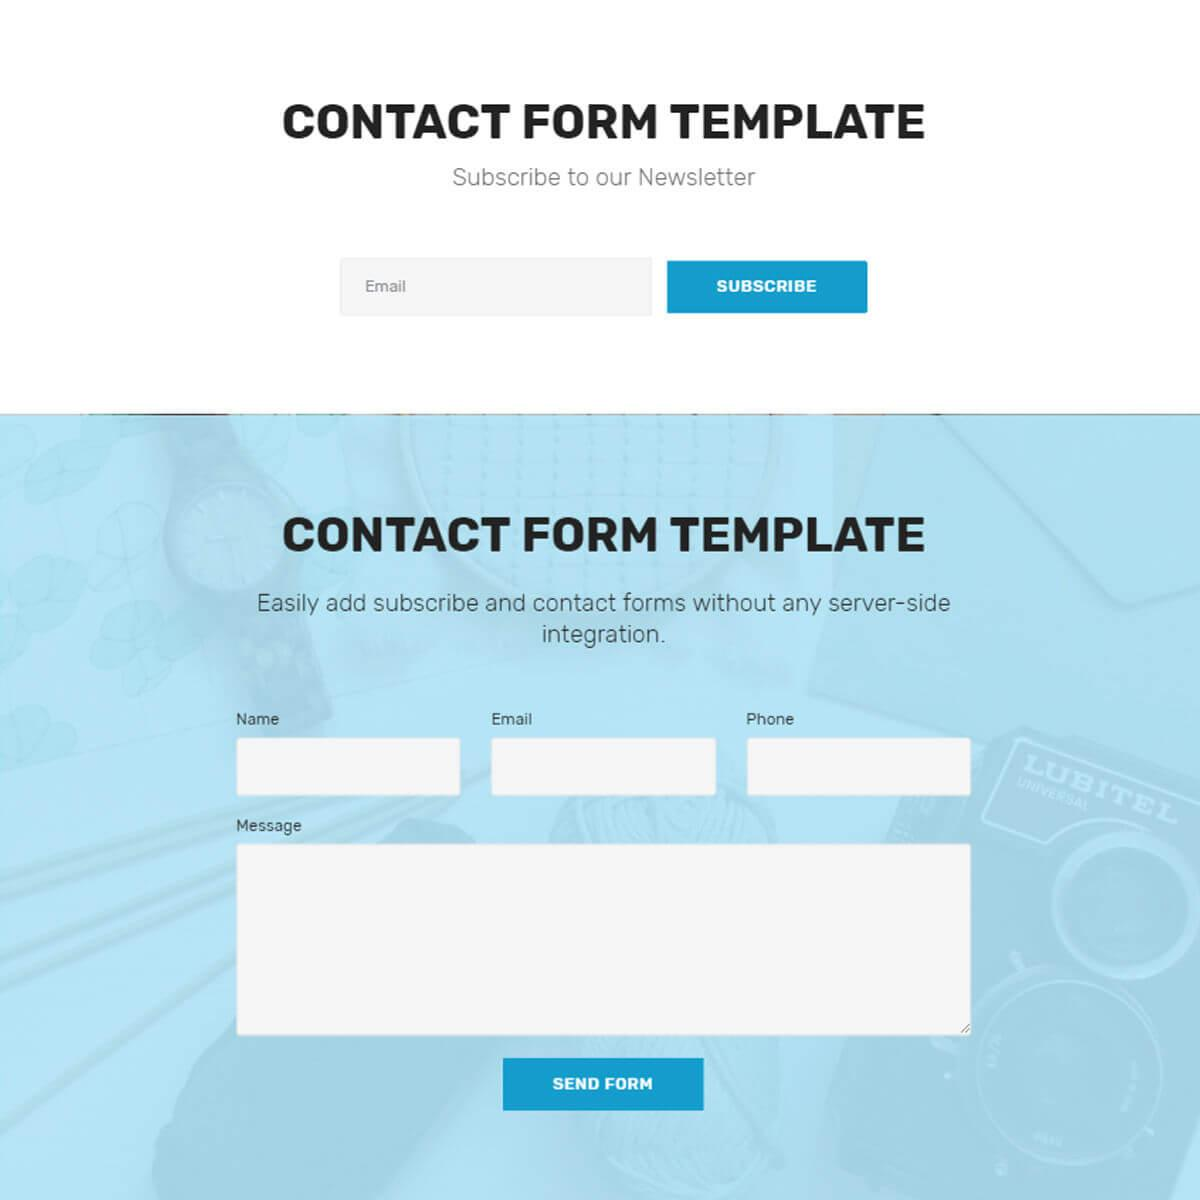 CONTACT FORM TEMPLATE
Subscribe to our Newsletter
Email
SUBSCRIBE
CONTACT FORM TEMPLATE
Easily add subscribe and contact forms without any server-side
integration.
Name
Email
Phone
LUBITEL
UNIVERSAL
Message
SEND FORM